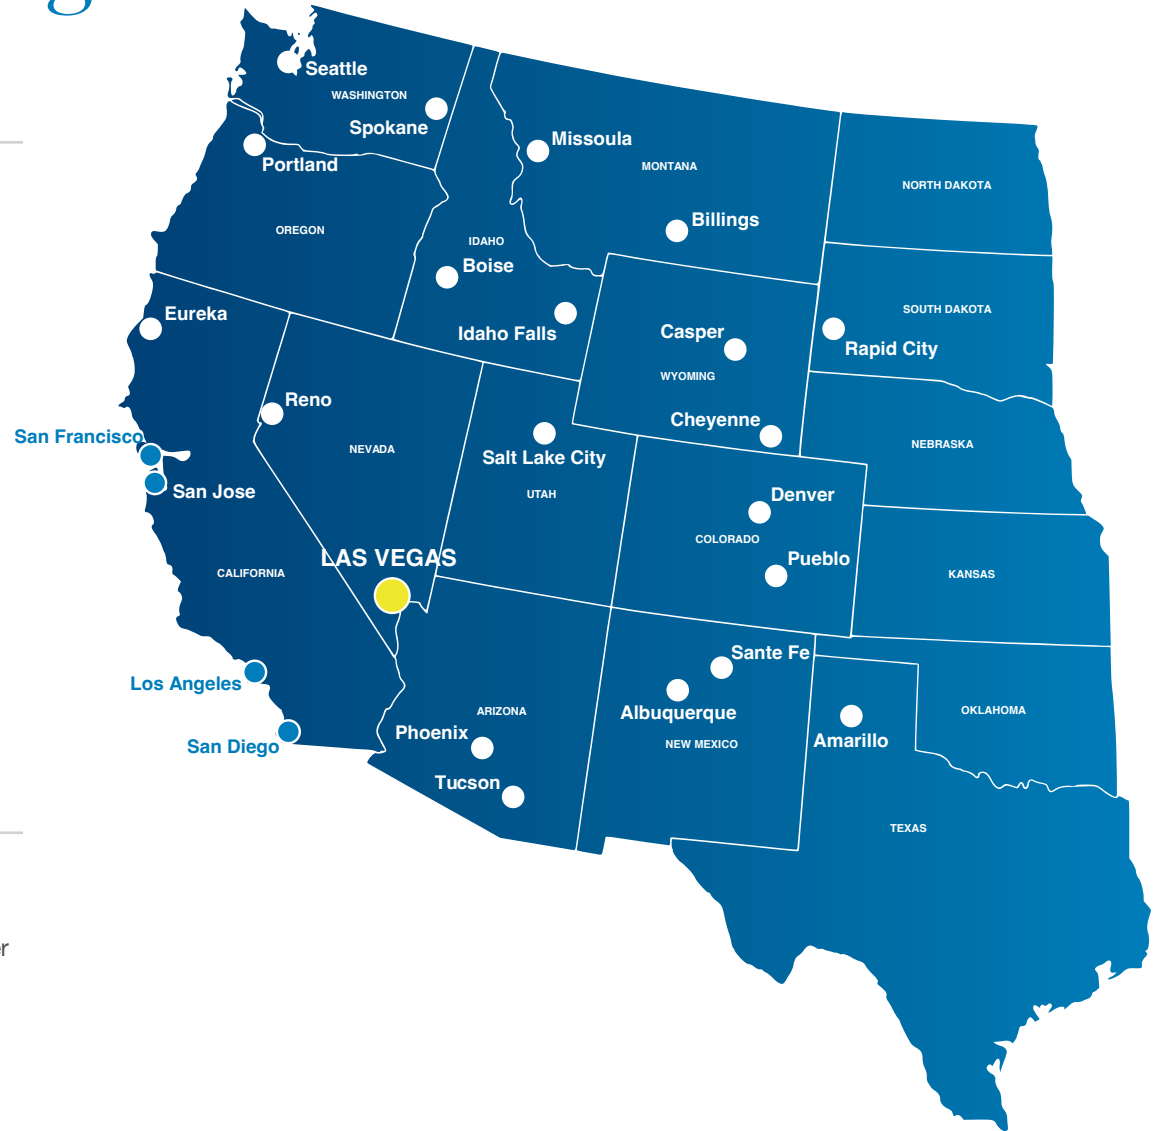 g
Seattle
WASHINGTON
Spokane
Portland
Missoula
MONTANA
NORTH DAKOTA
Billings
OREGON
IDAHO
Boise
Eureka
Idaho Falls
Casper
SOUTH DAKOTA
Rapid City
WYOMING
Reno
Cheyenne
San Francisco
NEVADA
Salt Lake City
NEBRASKA
San Jose
UTAH
Denver
COLORADO
LAS VEGAS
Pueblo
CALIFORNIA
KANSAS
Sante Fe
Los Angeles
Albuquerque
ARIZONA
OKLAHOMA
Phoenix
San Diego
NEW MEXICO
Amarillo
Tucson
TEXAS
r